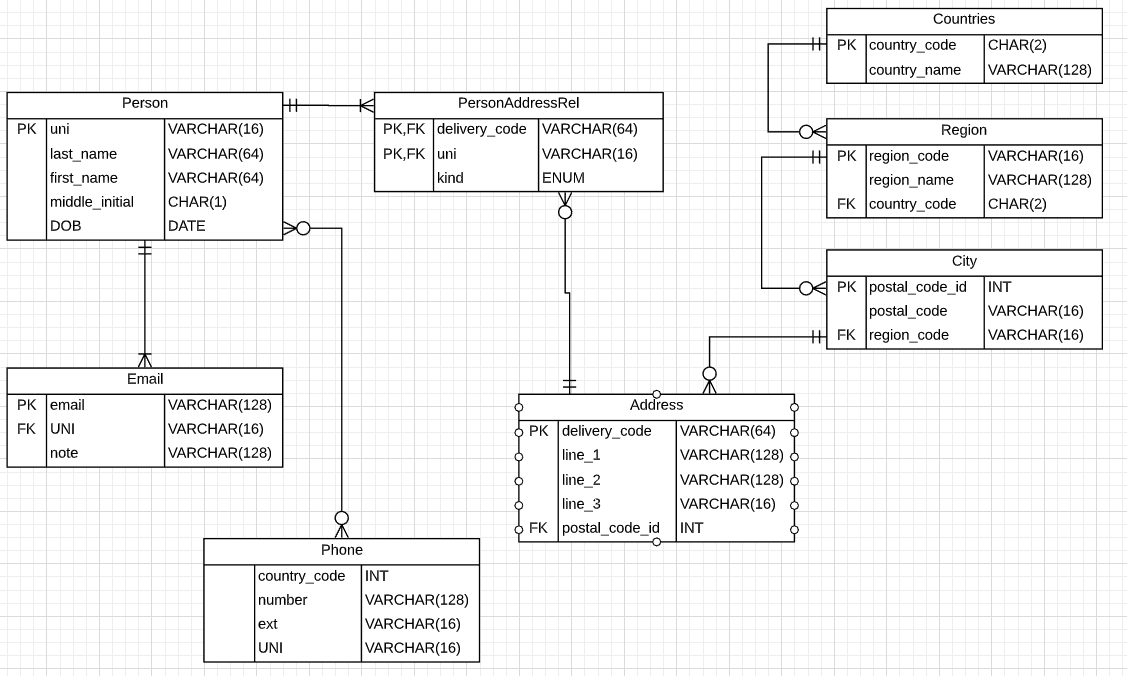 Countries
PK country_code CHAR(2)
country_name VARCHAR(128)
Person
PK uni VARCHAR(16)
last_name VARCHAR(64)
first_name VARCHAR(64)
middle_initial CHAR(1)
DOB DATE
PersonAddressRel
PK,FK delivery_code VARCHAR(64)
PK,FK uni VARCHAR(16)
kind ENUM
Region
PK region_code VARCHAR(16)
region_name VARCHAR(128)
FK country_code CHAR(2)
City
PK postal_code_id INT
postal_code VARCHAR(16)
FK region_code VARCHAR(16)
Email
PK email VARCHAR(128)
FK UNI VARCHAR(16)
note VARCHAR(128)
Address
PK delivery_code VARCHAR(64)
line_1 VARCHAR(128)
line_2 VARCHAR(128)
line_3 VARCHAR(16)
FK postal_code_id INT
Phone
country_code INT
number VARCHAR(128)
ext VARCHAR(16)
UNI VARCHAR(16)